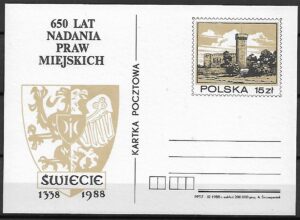 650 LAT
NADANIA
PRAW
MIEJSKICH
ŚWIECIE
1338 1988
KARTKA POCZTOWA
POLSKA 15 zł